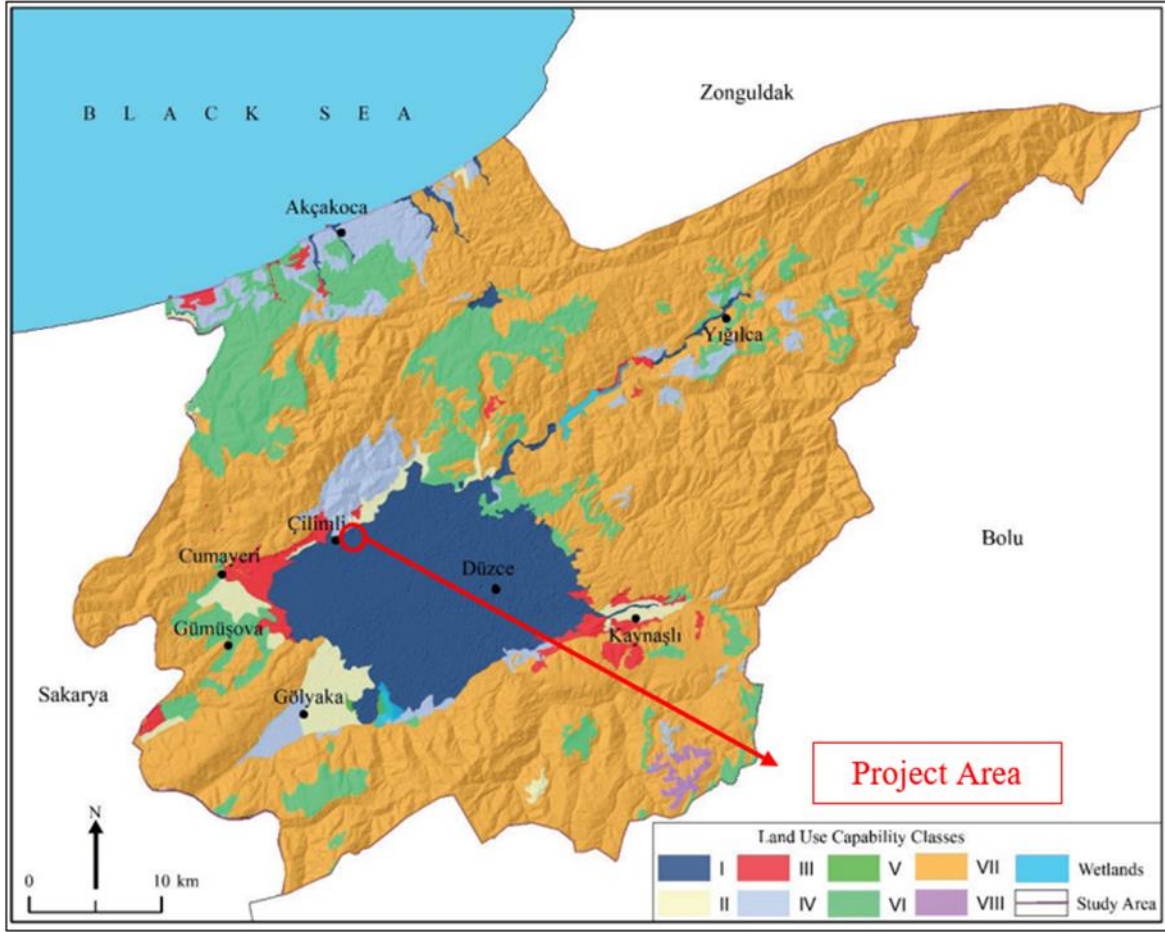 Zonguldak
B L A C K S E A
Akçakoca
Yığılca
Çilimli
Bolu
Cumayeri
Düzce
Kaynaşlı
Gümüşova
Sakarya
Gölyaka
Project Area
N
0 10 km
Land Use Capability Classes
I III V VII Wetlands
II IV VI VIII Study Area